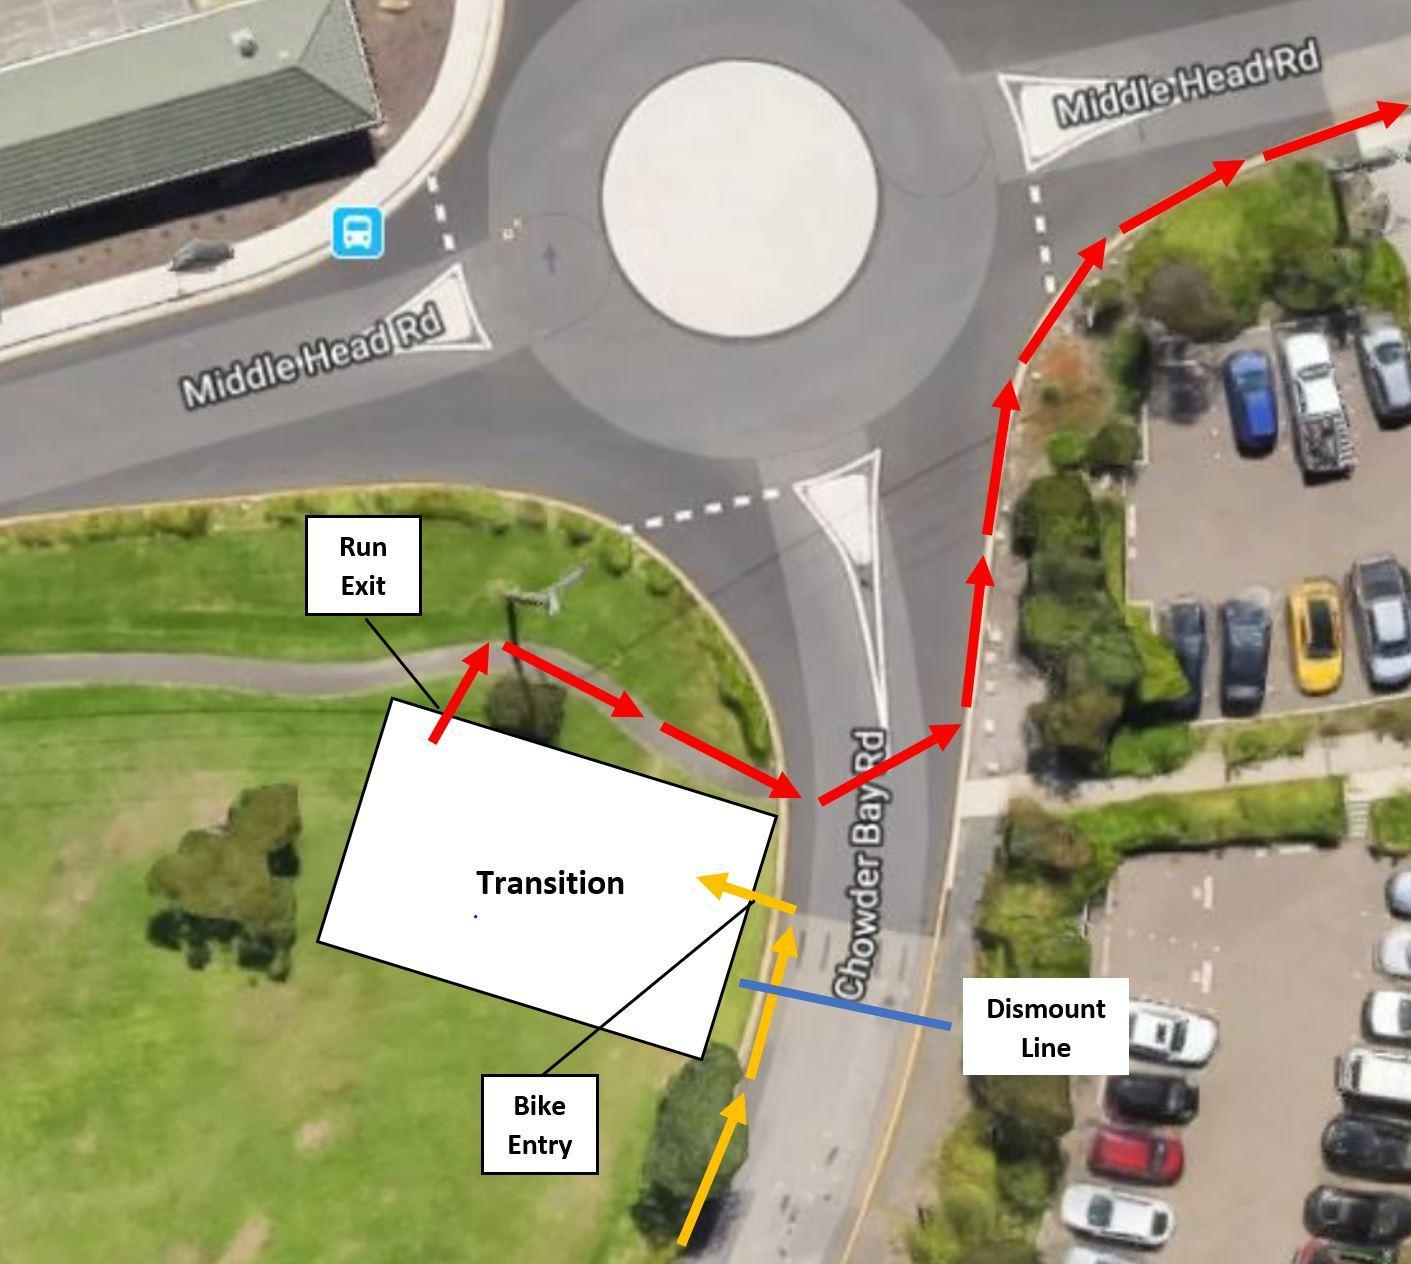 Middle Head Rd
Middle Head Rd
Run
Exit
Transition
Chowder Bay Rd
Dismount
Line
Bike
Entry